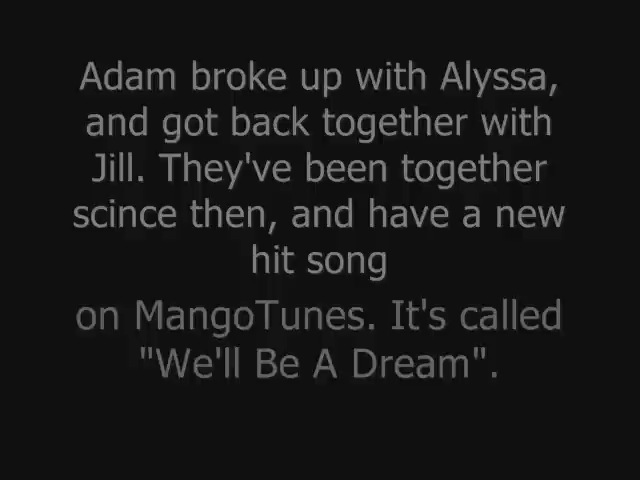 Adam broke up with Alyssa,
and got back together with
Jill. They've been together
scince then, and have a new
hit song
on MangoTunes. It's called
"We'll Be A Dream".